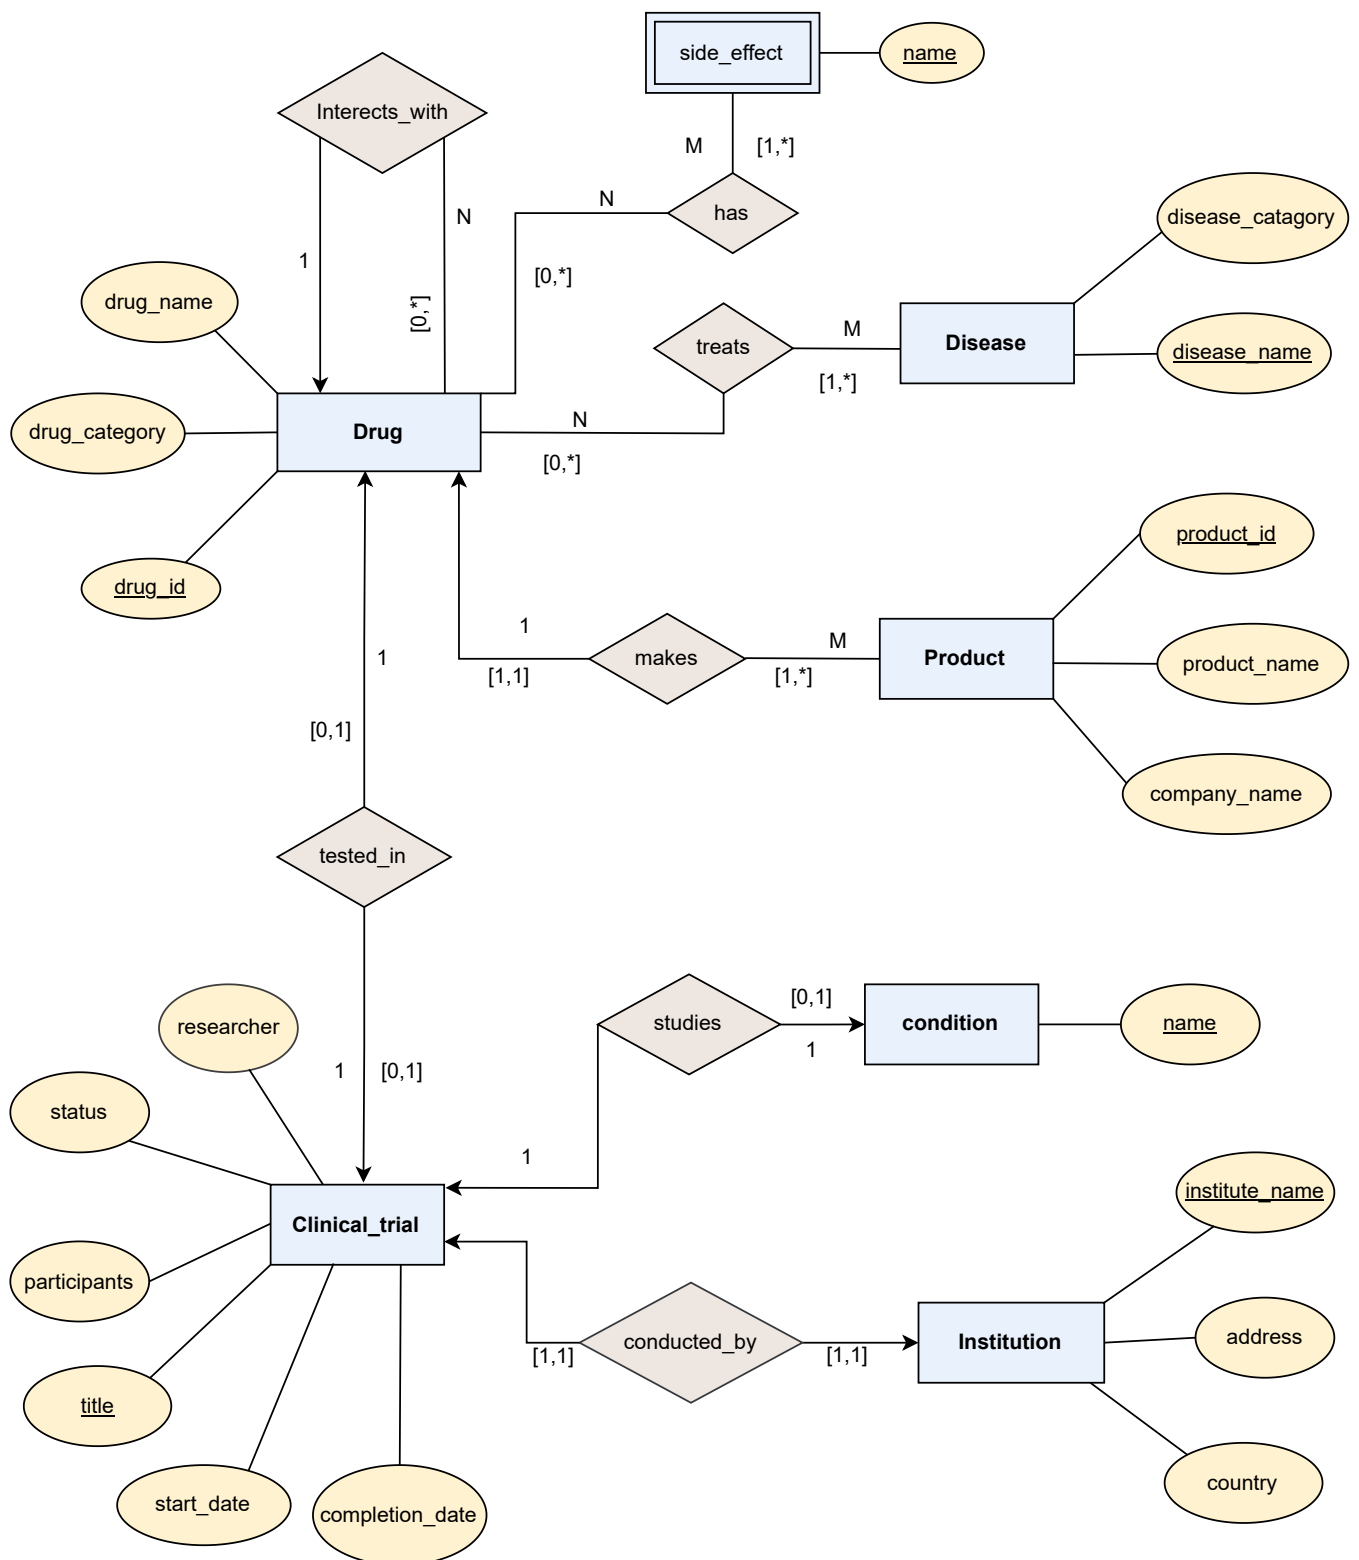 side_effect
name
Interects_with
M
[1,*]
N
has
disease_catagory
N
1
[0,*]
[0,*]
drug_name
treats
M
Disease
disease_name
[1,*]
drug_category
Drug
N
[0,*]
product_id
drug_id
1
M
1
makes
Product
product_name
[1,1]
[1,*]
[0,1]
company_name
tested_in
researcher
studies
[0,1]
1
condition
name
1
[0,1]
status
1
institute_name
Clinical_trial
participants
conducted_by
[1,1]
[1,1]
Institution
address
title
country
start_date
completion_date